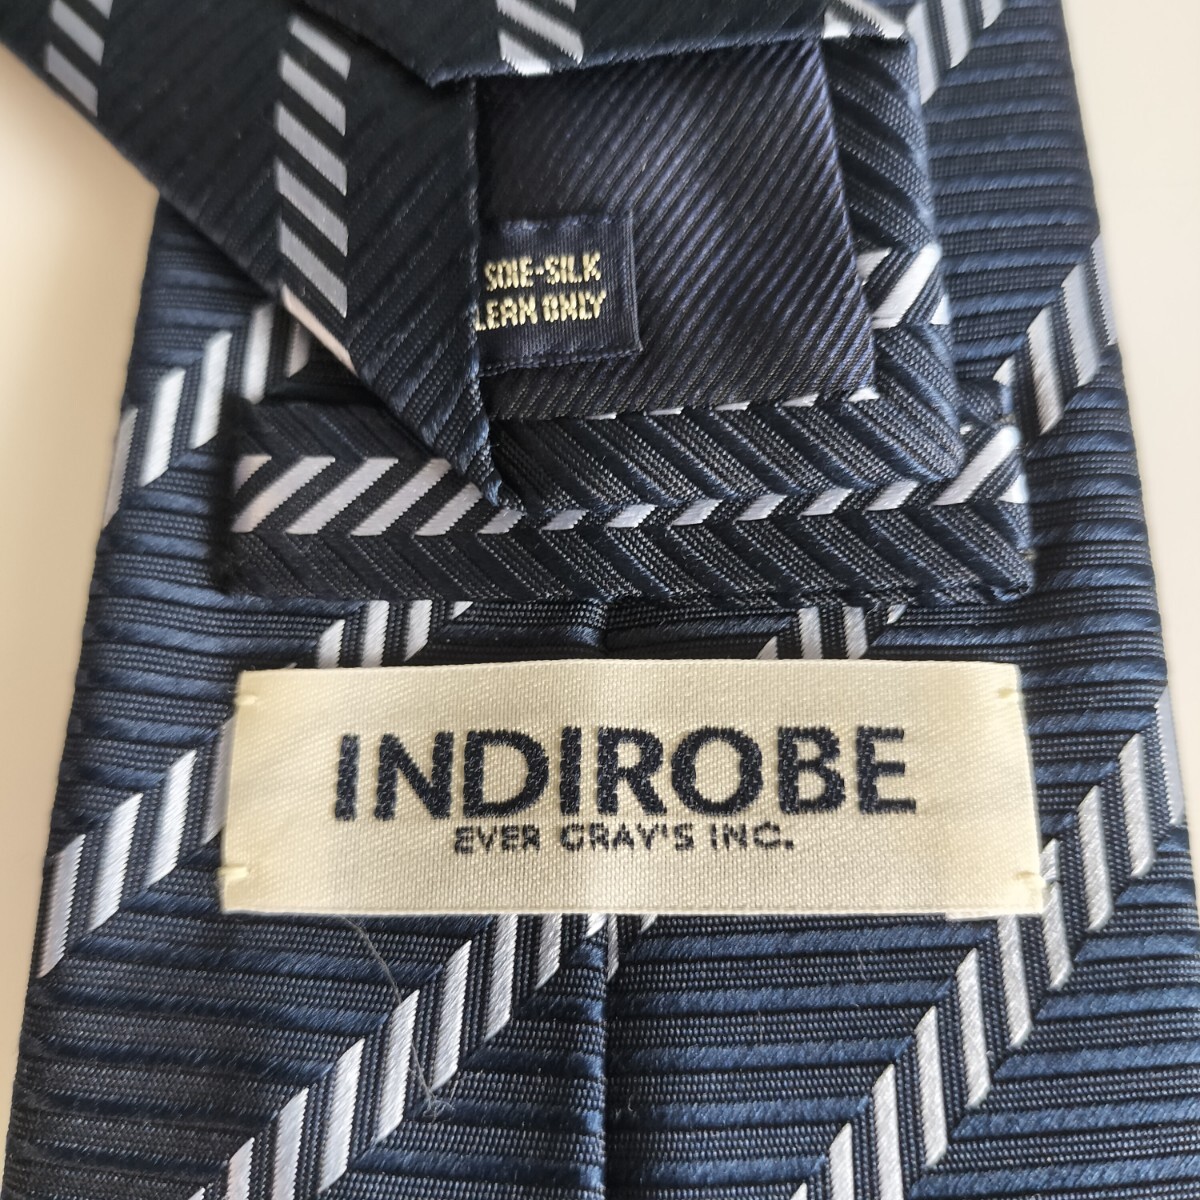 SOIE-SILK
LEAN ONLY
INDIROBE
EVER GRAY'S INC.